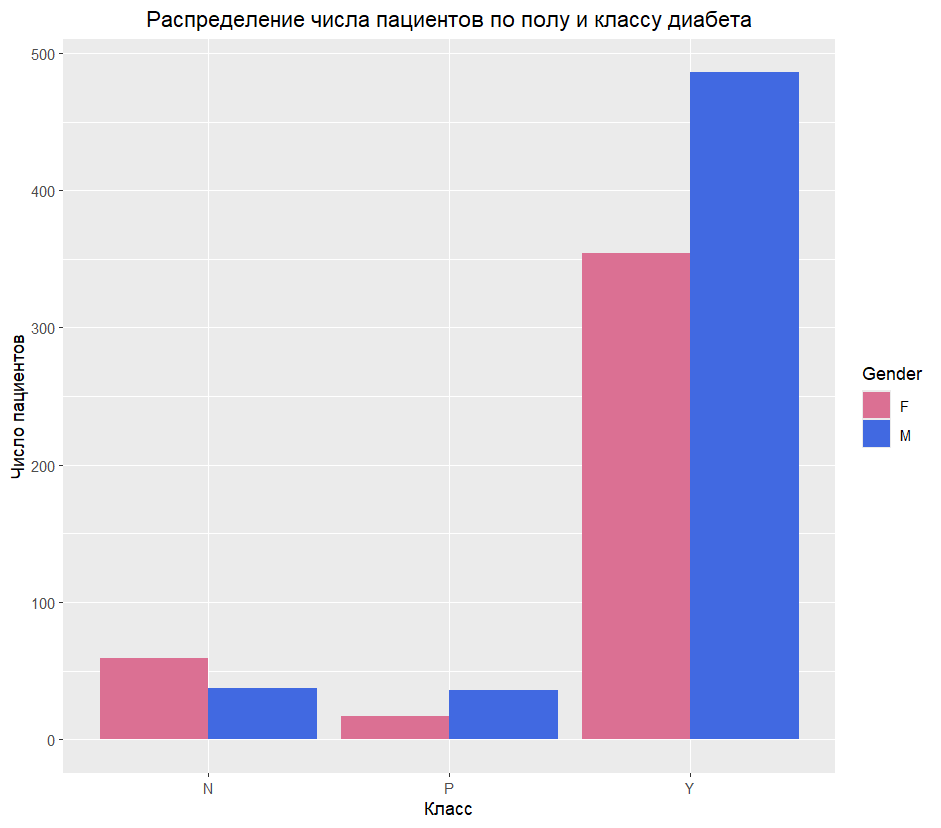 Распределение числа пациентов по полу и классу диабета
Число пациентов
500
400
300
200
100
0
N P Y
Класс
Gender
F
M